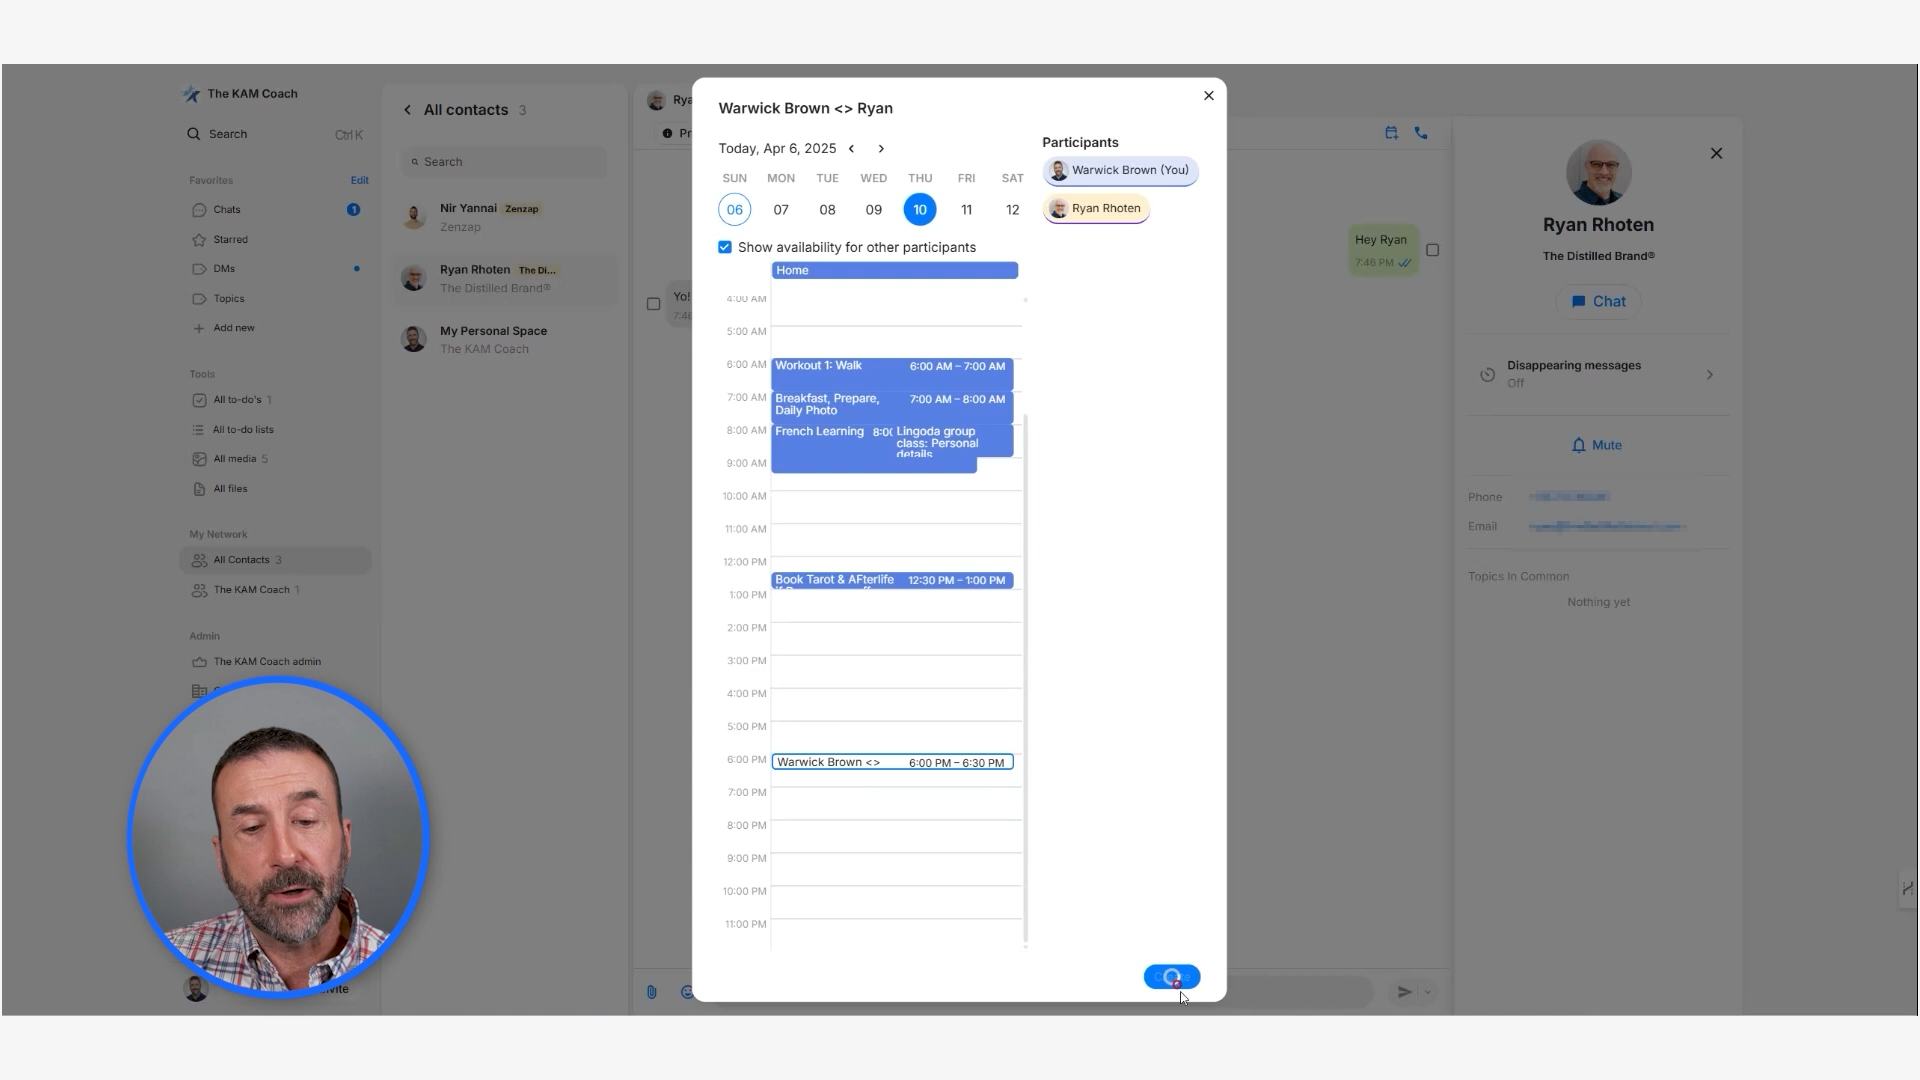 The KAM Coach
Search Ctrl K
Favorites Edit
Chats 1
Starred
DMs
Topics
Add new
Tools
All to-do's 1
All to-do lists
All media 5
All files
My Network
All Contacts 3
The KAM Coach 1
Admin
The KAM Coach admin
All contacts 3
Search
Nir Yannai Zenzap
Zenzap
Ryan Rhoten The Di...
The Distilled Brand®
My Personal Space
The KAM Coach
Yo!
Hey Ryan
7:46 PM
Warwick Brown <> Ryan
Today, Apr 6, 2025
SUN MON TUE WED THU FRI SAT
06 07 08 09 10 11 12
Show availability for other participants
Home
4:00 AM
5:00 AM
6:00 AM
Workout 1: Walk 6:00 AM – 7:00 AM
7:00 AM
Breakfast, Prepare, 7:00 AM – 8:00 AM
Daily Photo
8:00 AM
French Learning 8:0( Lingoda group
class: Personal
details
9:00 AM
10:00 AM
11:00 AM
12:00 PM
Book Tarot & AFterlife 12:30 PM – 1:00 PM
1:00 PM
2:00 PM
3:00 PM
4:00 PM
5:00 PM
6:00 PM
Warwick Brown <> 6:00 PM – 6:30 PM
7:00 PM
8:00 PM
9:00 PM
10:00 PM
11:00 PM
Participants
Warwick Brown (You)
Ryan Rhoten
Ryan Rhoten
The Distilled Brand®
Chat
Disappearing messages
Off
Mute
Phone
Email
Topics In Common
Nothing yet